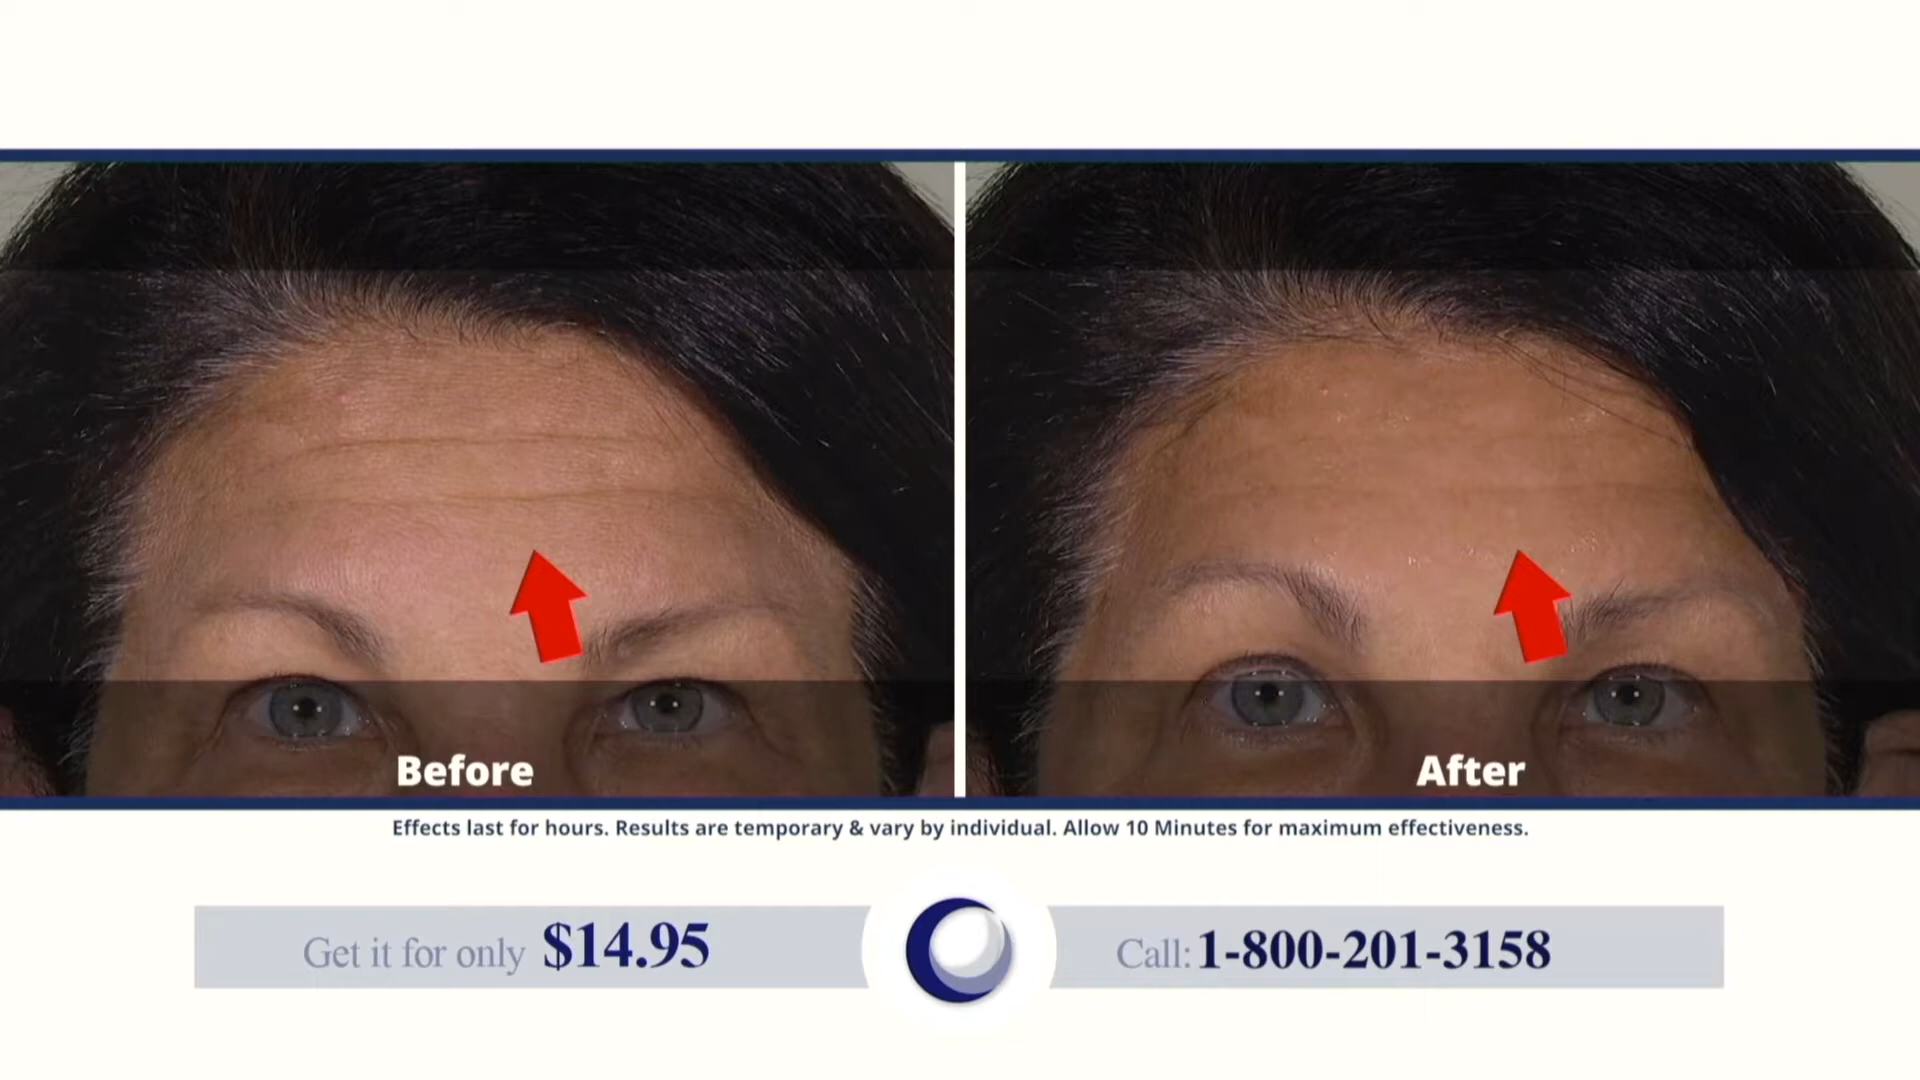 Before
After
Effects last for hours. Results are temporary & vary by individual. Allow 10 Minutes for maximum effectiveness.
Get it for only $14.95
Call: 1-800-201-3158